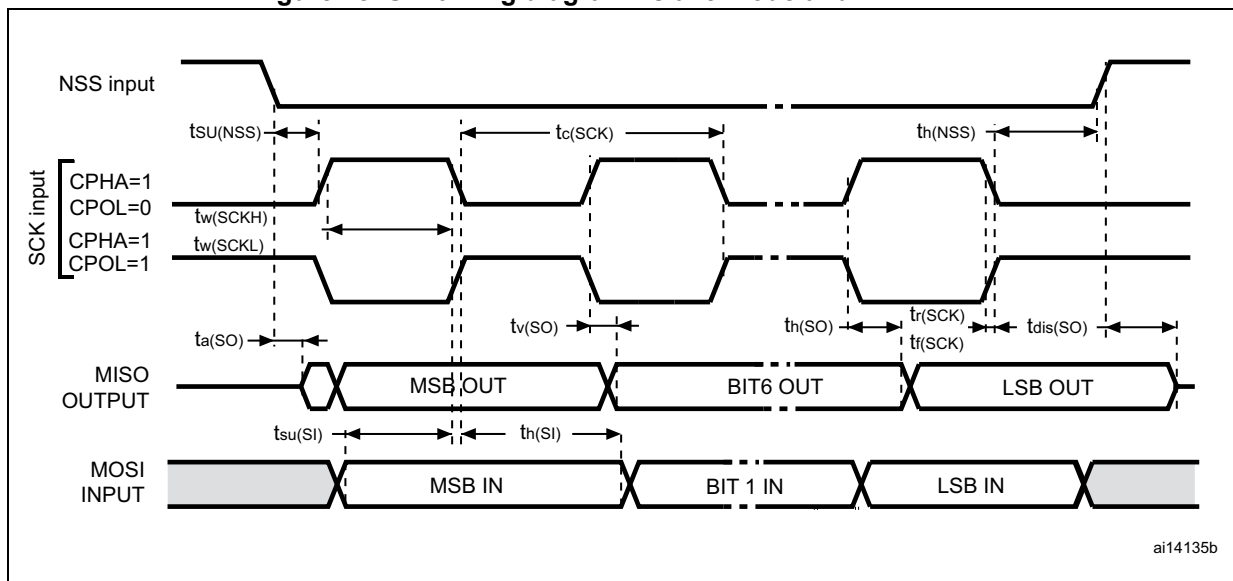 NSS input
tSU(NSS)
tc(SCK)
th(NSS)
SCK input
CPHA=1
CPOL=0
tw(SCKH)
CPHA=1
tw(SCKL)
CPOL=1
ta(SO)
tv(SO)
th(SO)
tr(SCK)
tf(SCK)
tdis(SO)
MISO
OUTPUT
MSB OUT
BIT6 OUT
LSB OUT
tsu(SI)
th(SI)
MOSI
INPUT
MSB IN
BIT 1 IN
LSB IN
ai14135b